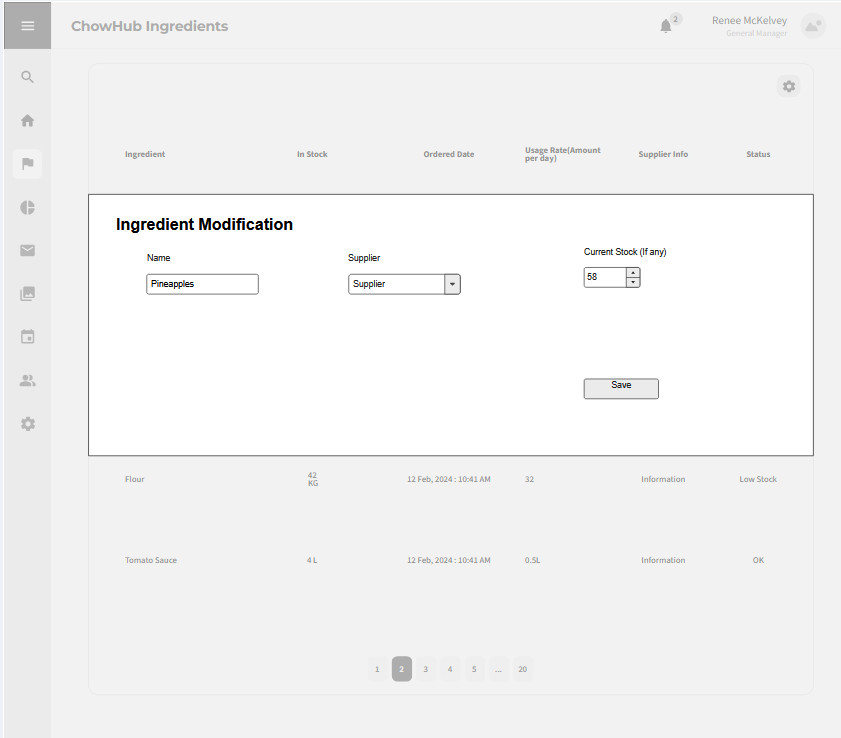 ChowHub Ingredients
2
Renee McKelvey
General Manager
Ingredient In Stock Ordered Date Usage Rate(Amount per day) Supplier Info Status
Ingredient Modification
Name Supplier Current Stock (If any)
Pineapples Supplier 58
Save
Flour 42 KG 12 Feb, 2024 : 10:41 AM 32 Information Low Stock
Tomato Sauce 4 L 12 Feb, 2024 : 10:41 AM 0.5L Information OK
1 2 3 4 5 ... 20